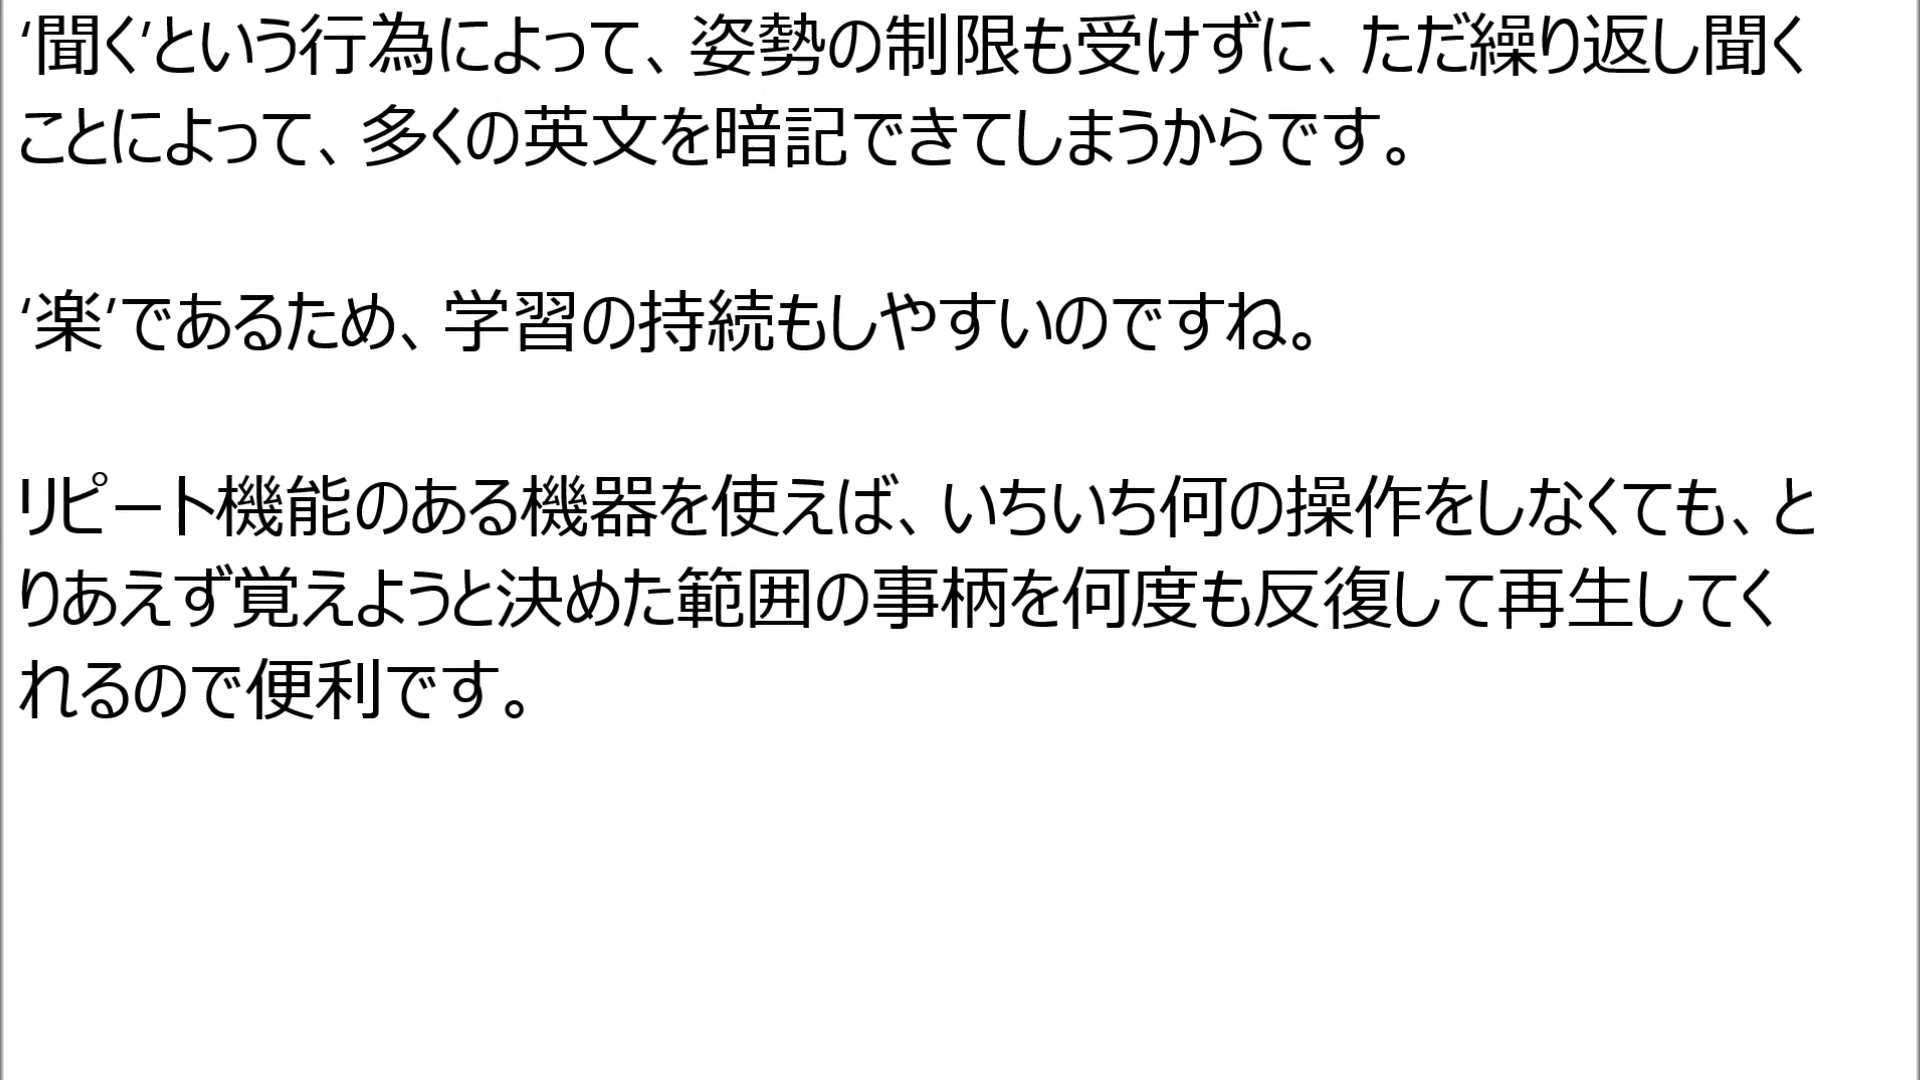 ‘聞く’という行為によって、姿勢の制限も受けずに、ただ繰り返し聞く
ことによって、多くの英文を暗記できてしまうからです。
‘楽’であるため、学習の持続もしやすいのですね。
リピート機能のある機器を使えば、いちいち何の操作をしなくても、と
りあえず覚えようと決めた範囲の事柄を何度も反復して再生してく
れるので便利です。